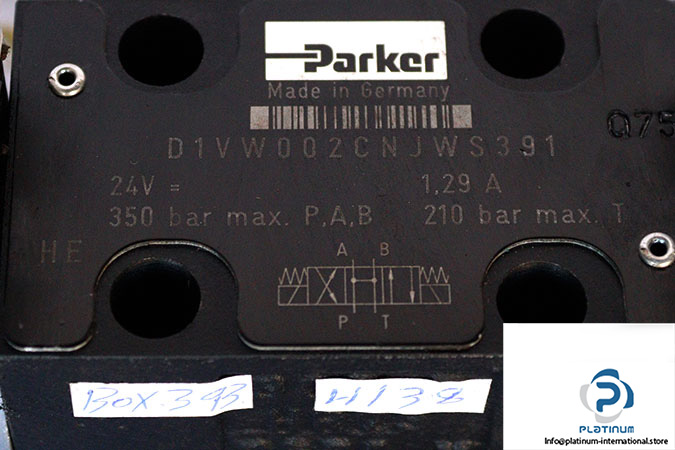 Parker
Made in Germany
D1VW002CNJWS391
Q75
24V = 1,29 A
350 bar max. P,A,B 210 bar max. T
HE
A B
P T
BOX.393
H138
PLATINUM
info@platinum-international.store